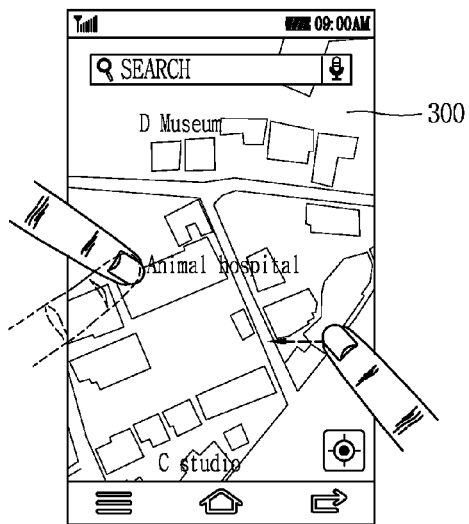 09:00AM
SEARCH
300
D Museum
Animal hospital
C studio